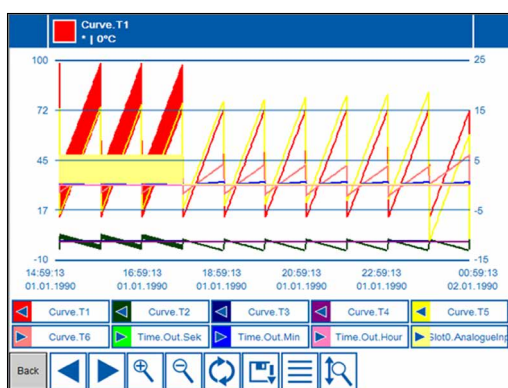 Curve.T1
* | 0°C
100 25
72 15
45 5
17 -5
-10 -15
14:59:13 16:59:13 18:59:13 20:59:13 22:59:13 00:59:13
01.01.1990 01.01.1990 01.01.1990 01.01.1990 01.01.1990 02.01.1990
Curve.T1 Curve.T2 Curve.T3 Curve.T4 Curve.T5
Curve.T6 Time.Out.Sek Time.Out.Min Time.Out.Hour Slot0.AnalogueInp
Back